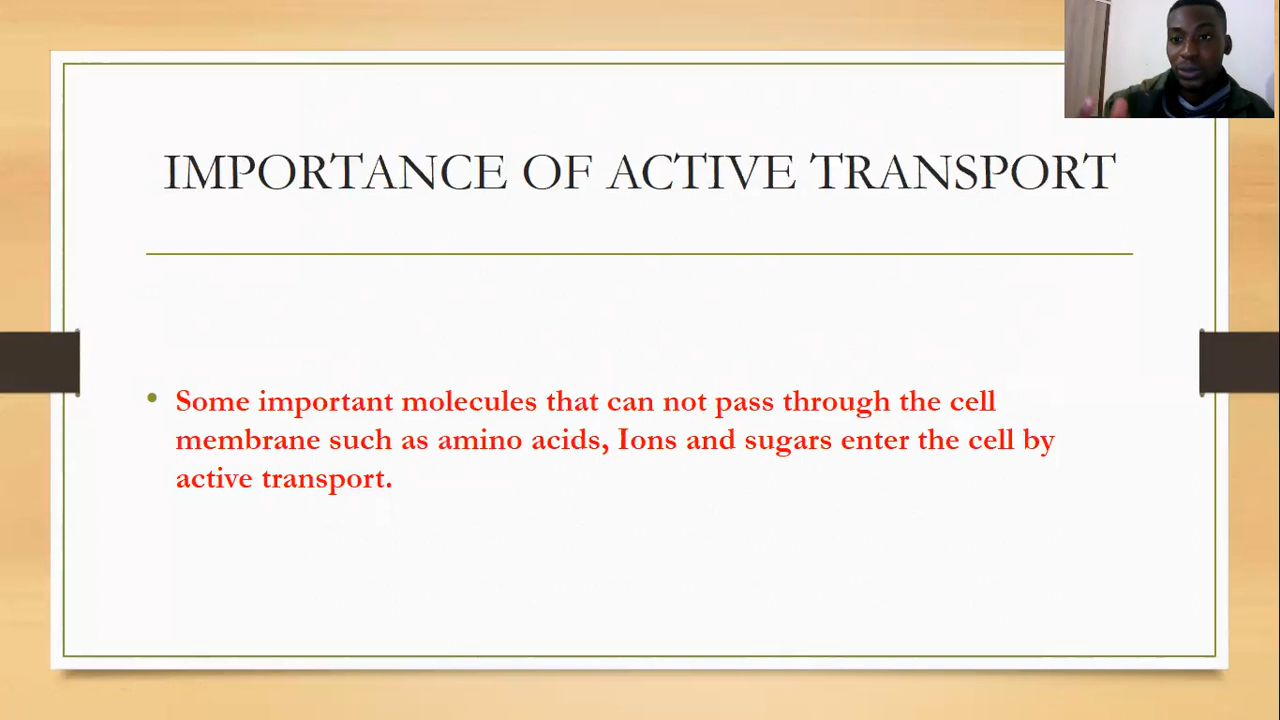 IMPORTANCE OF ACTIVE TRANSPORT
• Some important molecules that can not pass through the cell
membrane such as amino acids, Ions and sugars enter the cell by
active transport.